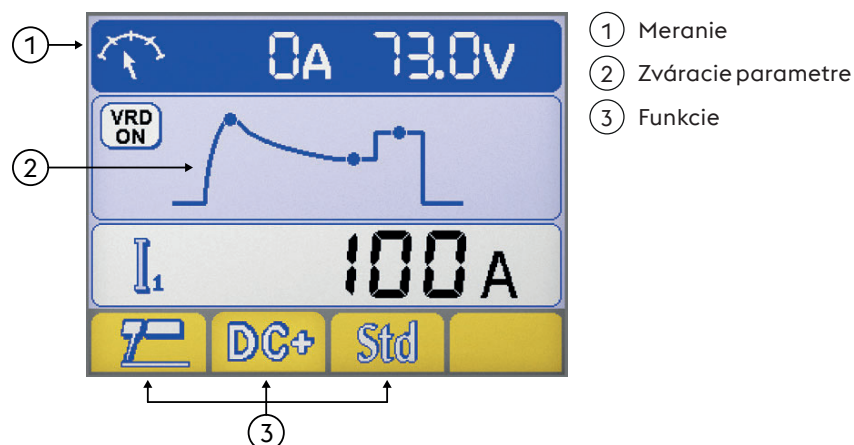 1
0A 73.0V
VRD
ON
2
I1
100A
DC+ Std
3
1 Meranie
2 Zváracie parametre
3 Funkcie